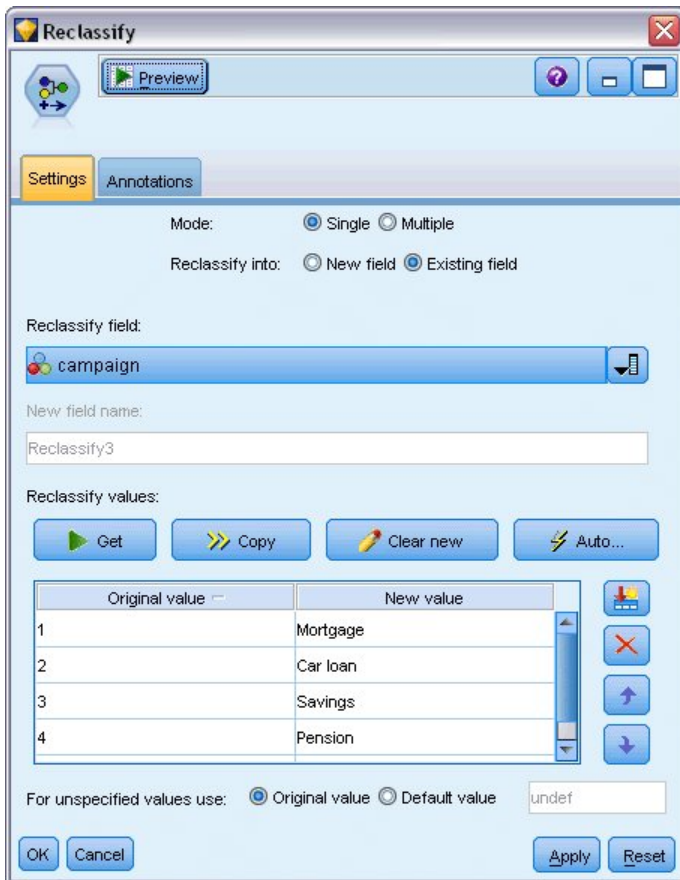 Reclassify
Preview
Settings Annotations
Mode: Single Multiple
Reclassify into: New field Existing field
Reclassify field:
campaign
New field name:
Reclassify3
Reclassify values:
Get Copy Clear new Auto...
Original value New value
1 Mortgage
2 Car loan
3 Savings
4 Pension
For unspecified values use: Original value Default value undef
OK Cancel Apply Reset